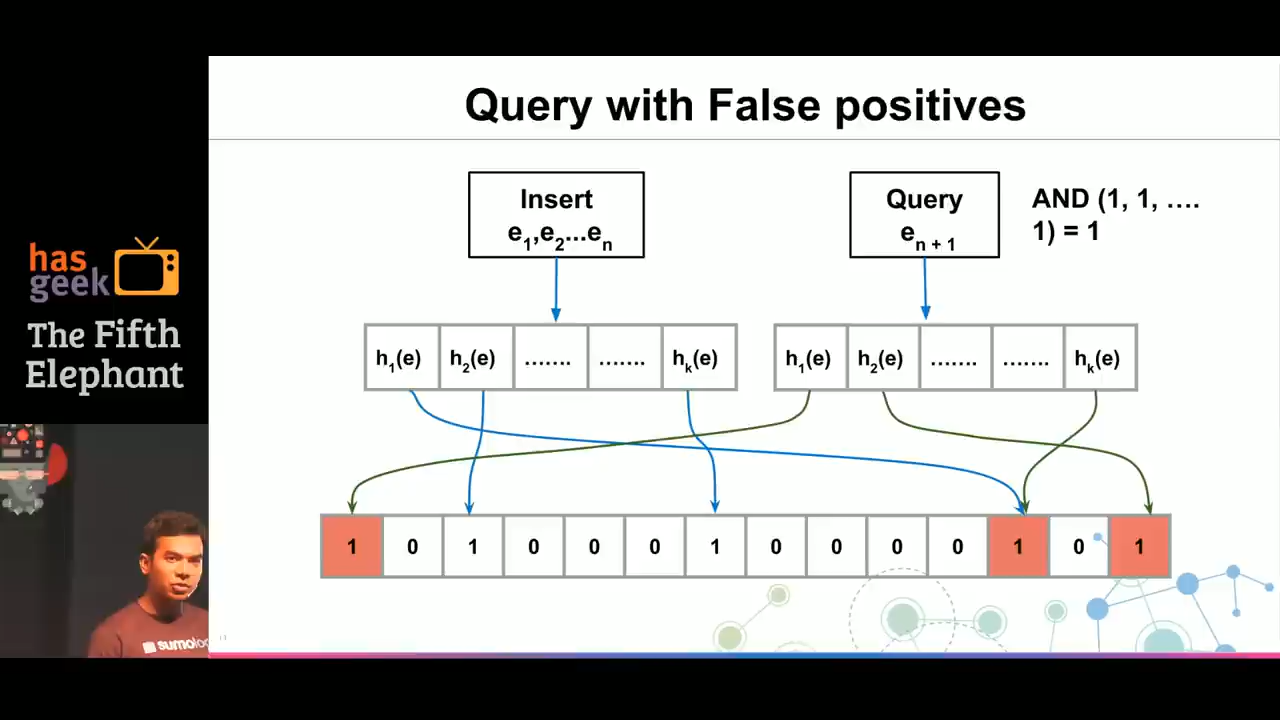 Query with False positives
Insert
e1,e2...en
Query
en + 1
AND (1, 1, ....
1) = 1
has
geek
The Fifth
Elephant
h1(e) h2(e) ....... ....... hk(e)
h1(e) h2(e) ....... ....... hk(e)
1 0 1 0 0 0 1 0 0 0 0 1 0 1
sumolo